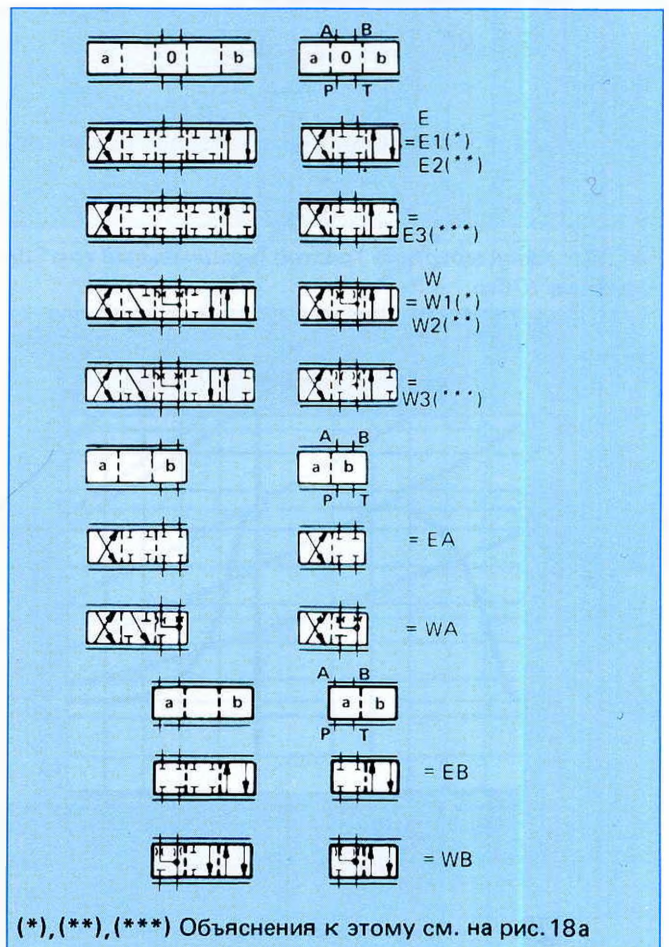 A B
a 0 b a 0 b
P T
E
= E1(*)
E2(**)
=
E3(***)
W
= W1(*)
W2(**)
=
W3(***)
A B
a b a b
P T
= EA
= WA
A B
a b a b
P T
= EB
= WB
(*),(**),(***) Объяснения к этому см. на рис. 18а